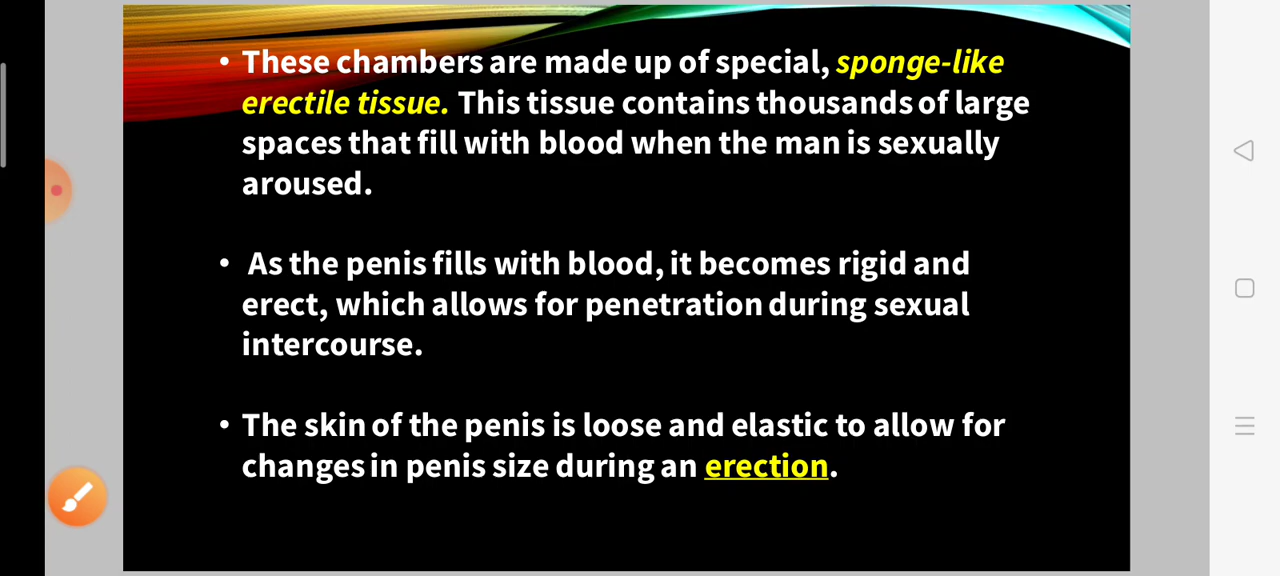 • These chambers are made up of special, sponge-like
erectile tissue. This tissue contains thousands of large
spaces that fill with blood when the man is sexually
aroused.
• As the penis fills with blood, it becomes rigid and
erect, which allows for penetration during sexual
intercourse.
• The skin of the penis is loose and elastic to allow for
changes in penis size during an erection.